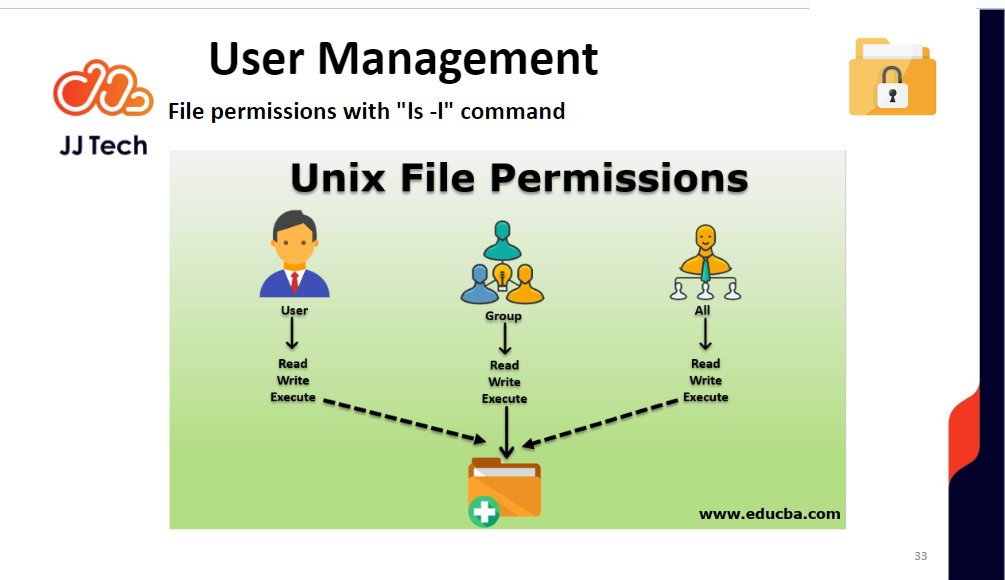 User Management
JJ Tech
File permissions with "ls -l" command
Unix File Permissions
User
Group
All
Read
Write
Execute
Read
Write
Execute
Read
Write
Execute
www.educba.com
33